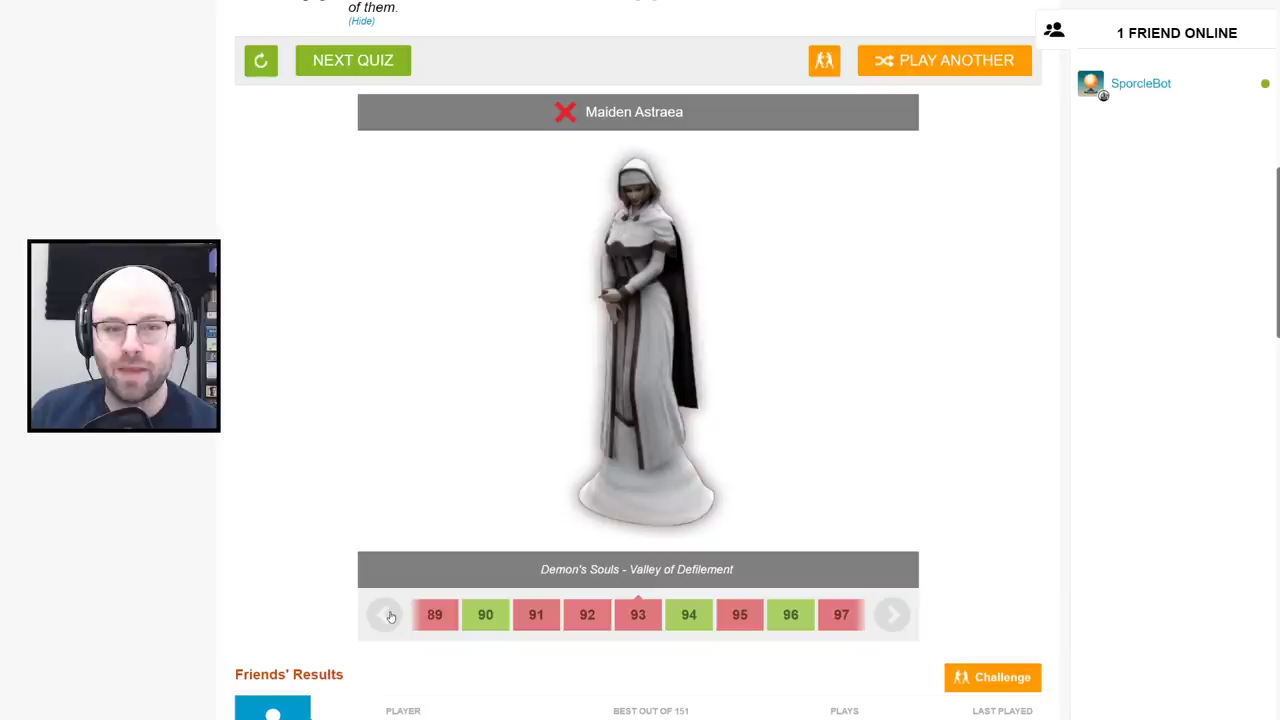 of them.
(Hide)
1 FRIEND ONLINE
NEXT QUIZ
PLAY ANOTHER
SporcleBot
Maiden Astraea
Demon's Souls - Valley of Defilement
89 90 91 92 93 94 95 96 97
Friends' Results
Challenge
PLAYER BEST OUT OF 151 PLAYS LAST PLAYED